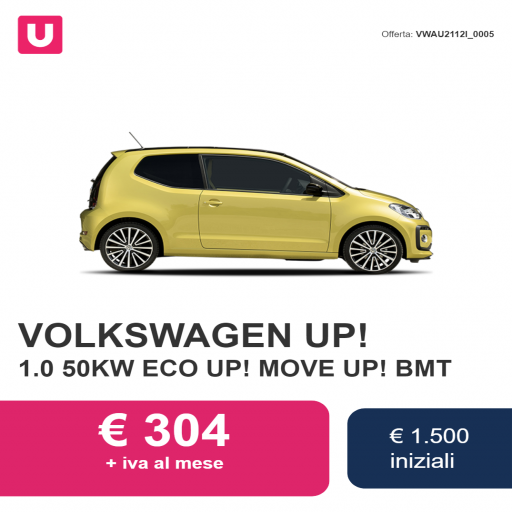 U
Offerta: VWAU2112I_0005
VOLKSWAGEN UP!
1.0 50KW ECO UP! MOVE UP! BMT
€ 304
+ iva al mese
€ 1.500
iniziali